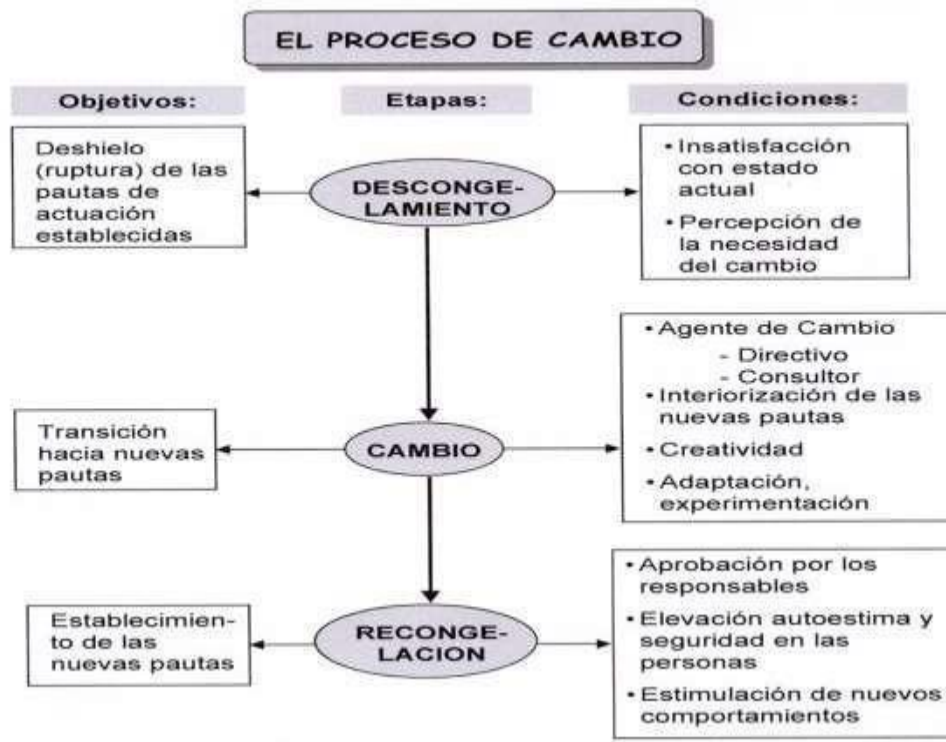 EL PROCESO DE CAMBIO
Objetivos:
Etapas:
Condiciones:
Deshielo
(ruptura) de las
pautas de
actuación
establecidas
DESCONGE-
LAMIENTO
• Insatisfacción
con estado
actual
• Percepción de
la necesidad
del cambio
Transición
hacia nuevas
pautas
CAMBIO
• Agente de Cambio
- Directivo
- Consultor
• Interiorización de las
nuevas pautas
• Creatividad
• Adaptación,
experimentación
Establecimien-
to de las
nuevas pautas
RECONGE-
LACION
• Aprobación por los
responsables
• Elevación autoestima y
seguridad en las
personas
• Estimulación de nuevos
comportamientos